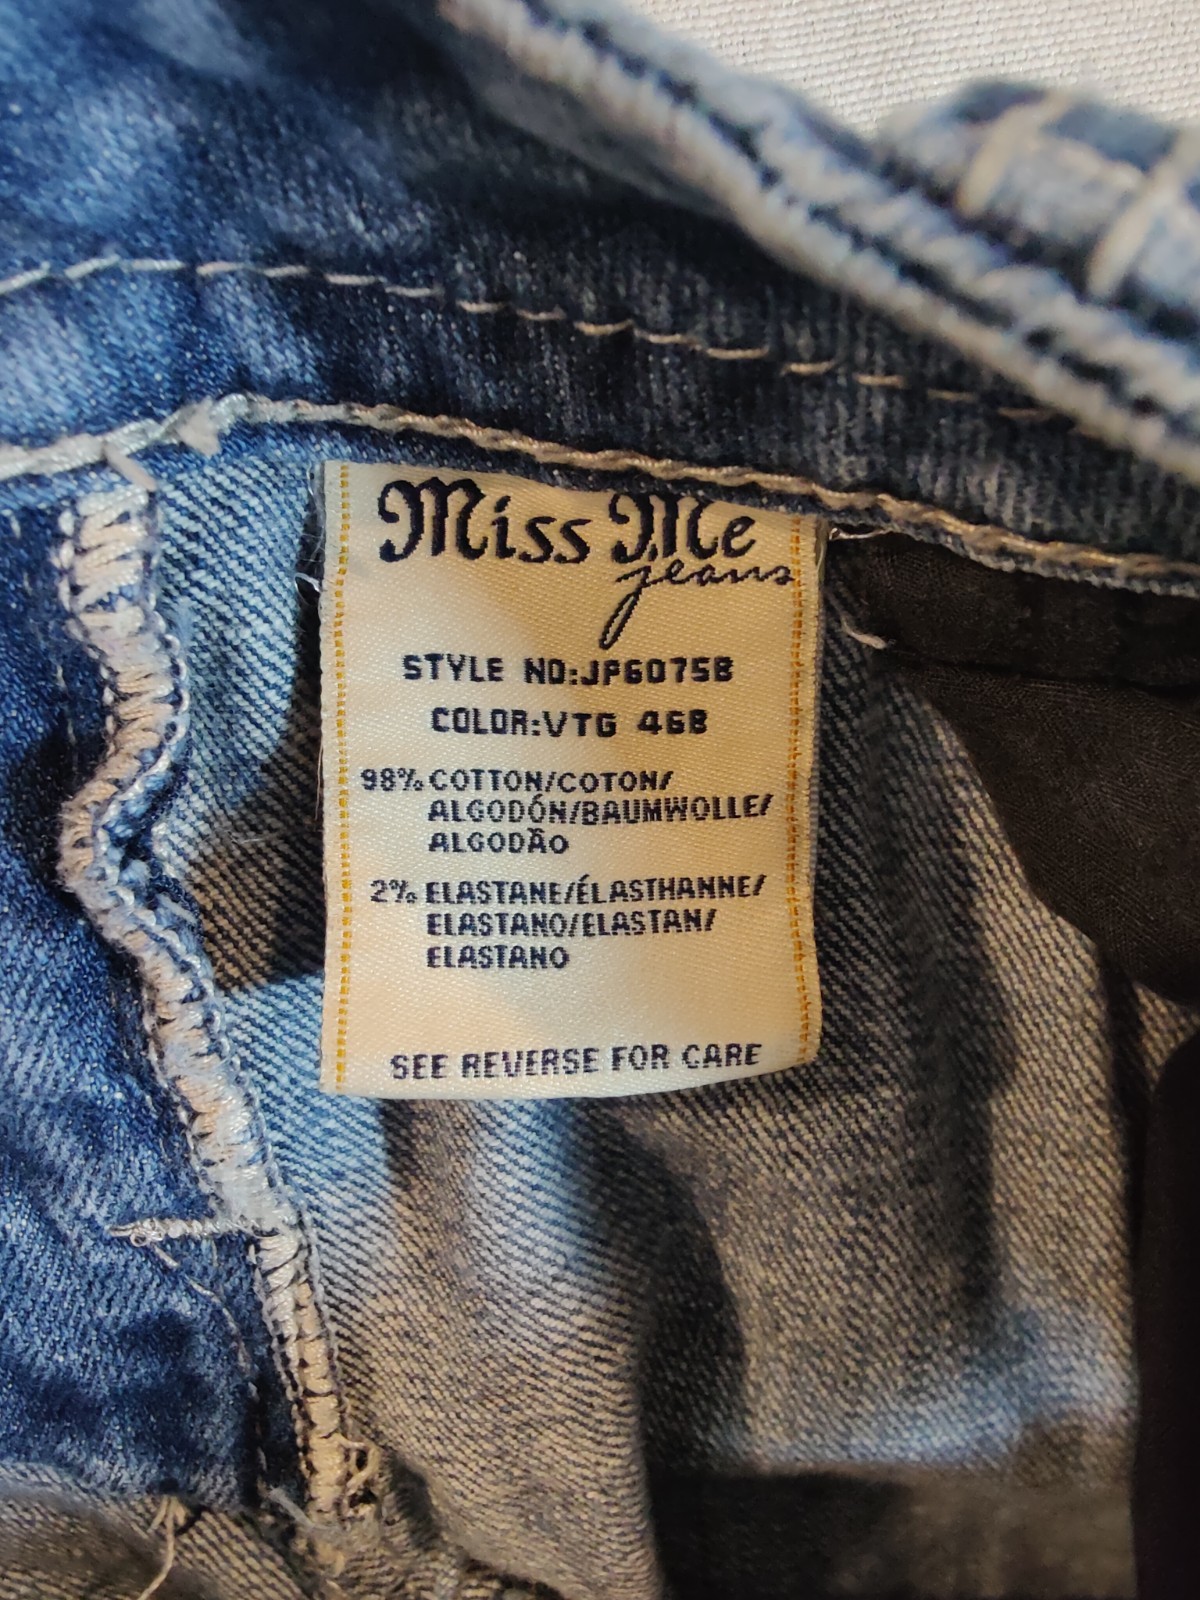 Miss Me
jeans
STYLE NO:JP6075B
COLOR:VTG 46B
98% COTTON/COTON/
ALGODÓN/BAUMWOLLE/
ALGODÃO
2% ELASTANE/ÉLASTHANNE/
ELASTANO/ELASTAN/
ELASTANO
SEE REVERSE FOR CARE